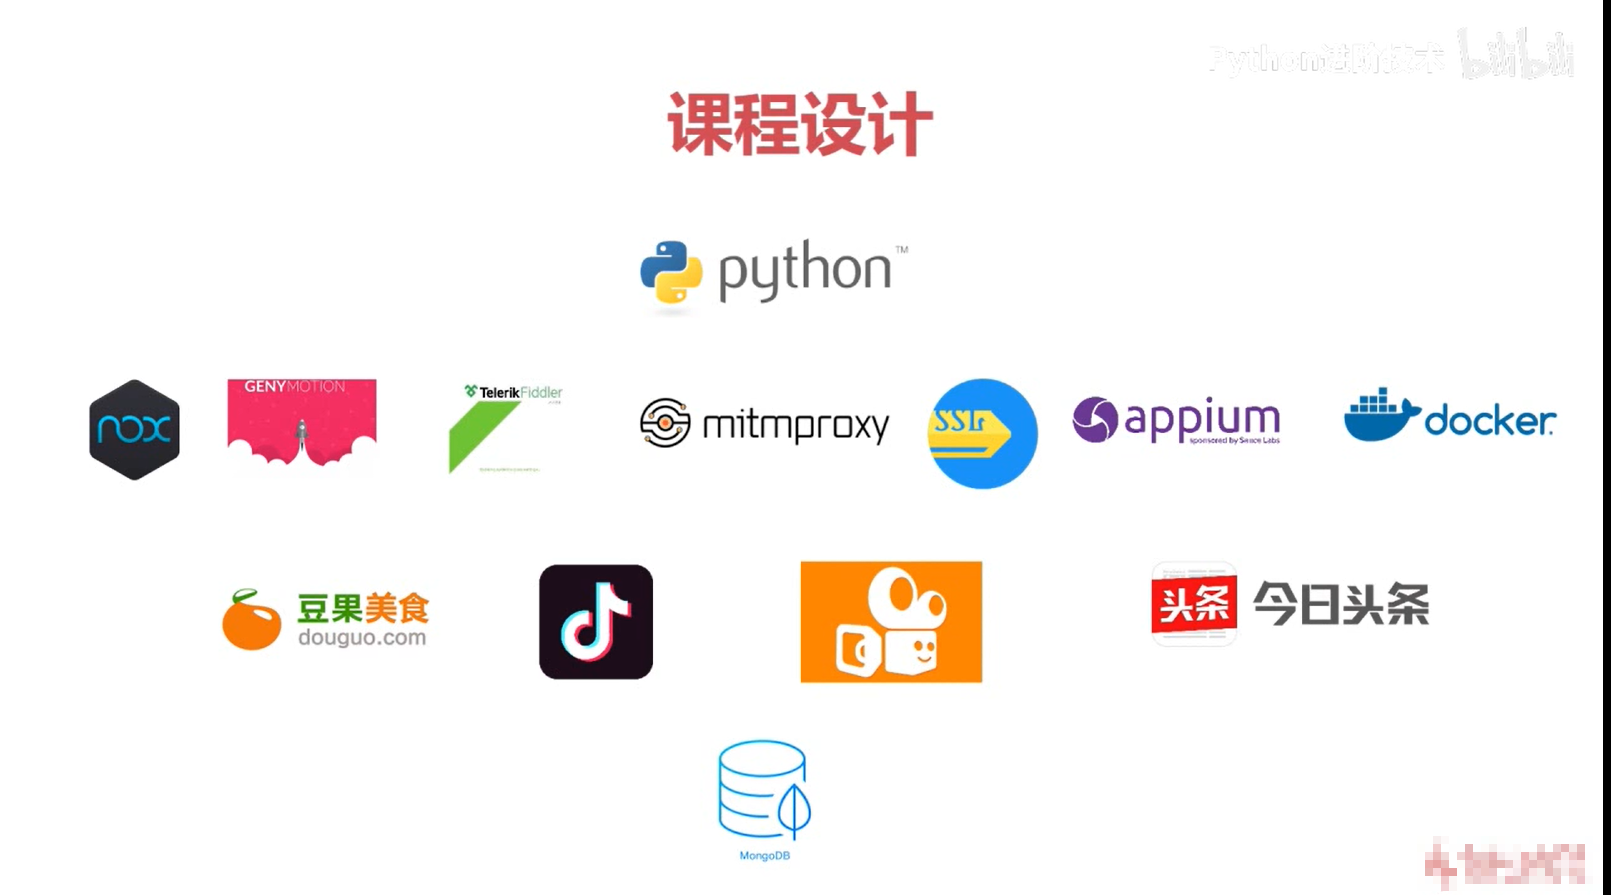 Python进阶技术 bilibili
课程设计
python™
nox
GENYMOTION
Telerik Fiddler
mitmproxy
appium
sponsored by Sauce Labs
docker
豆果美食
douguo.com
头条 今日头条
MongoDB